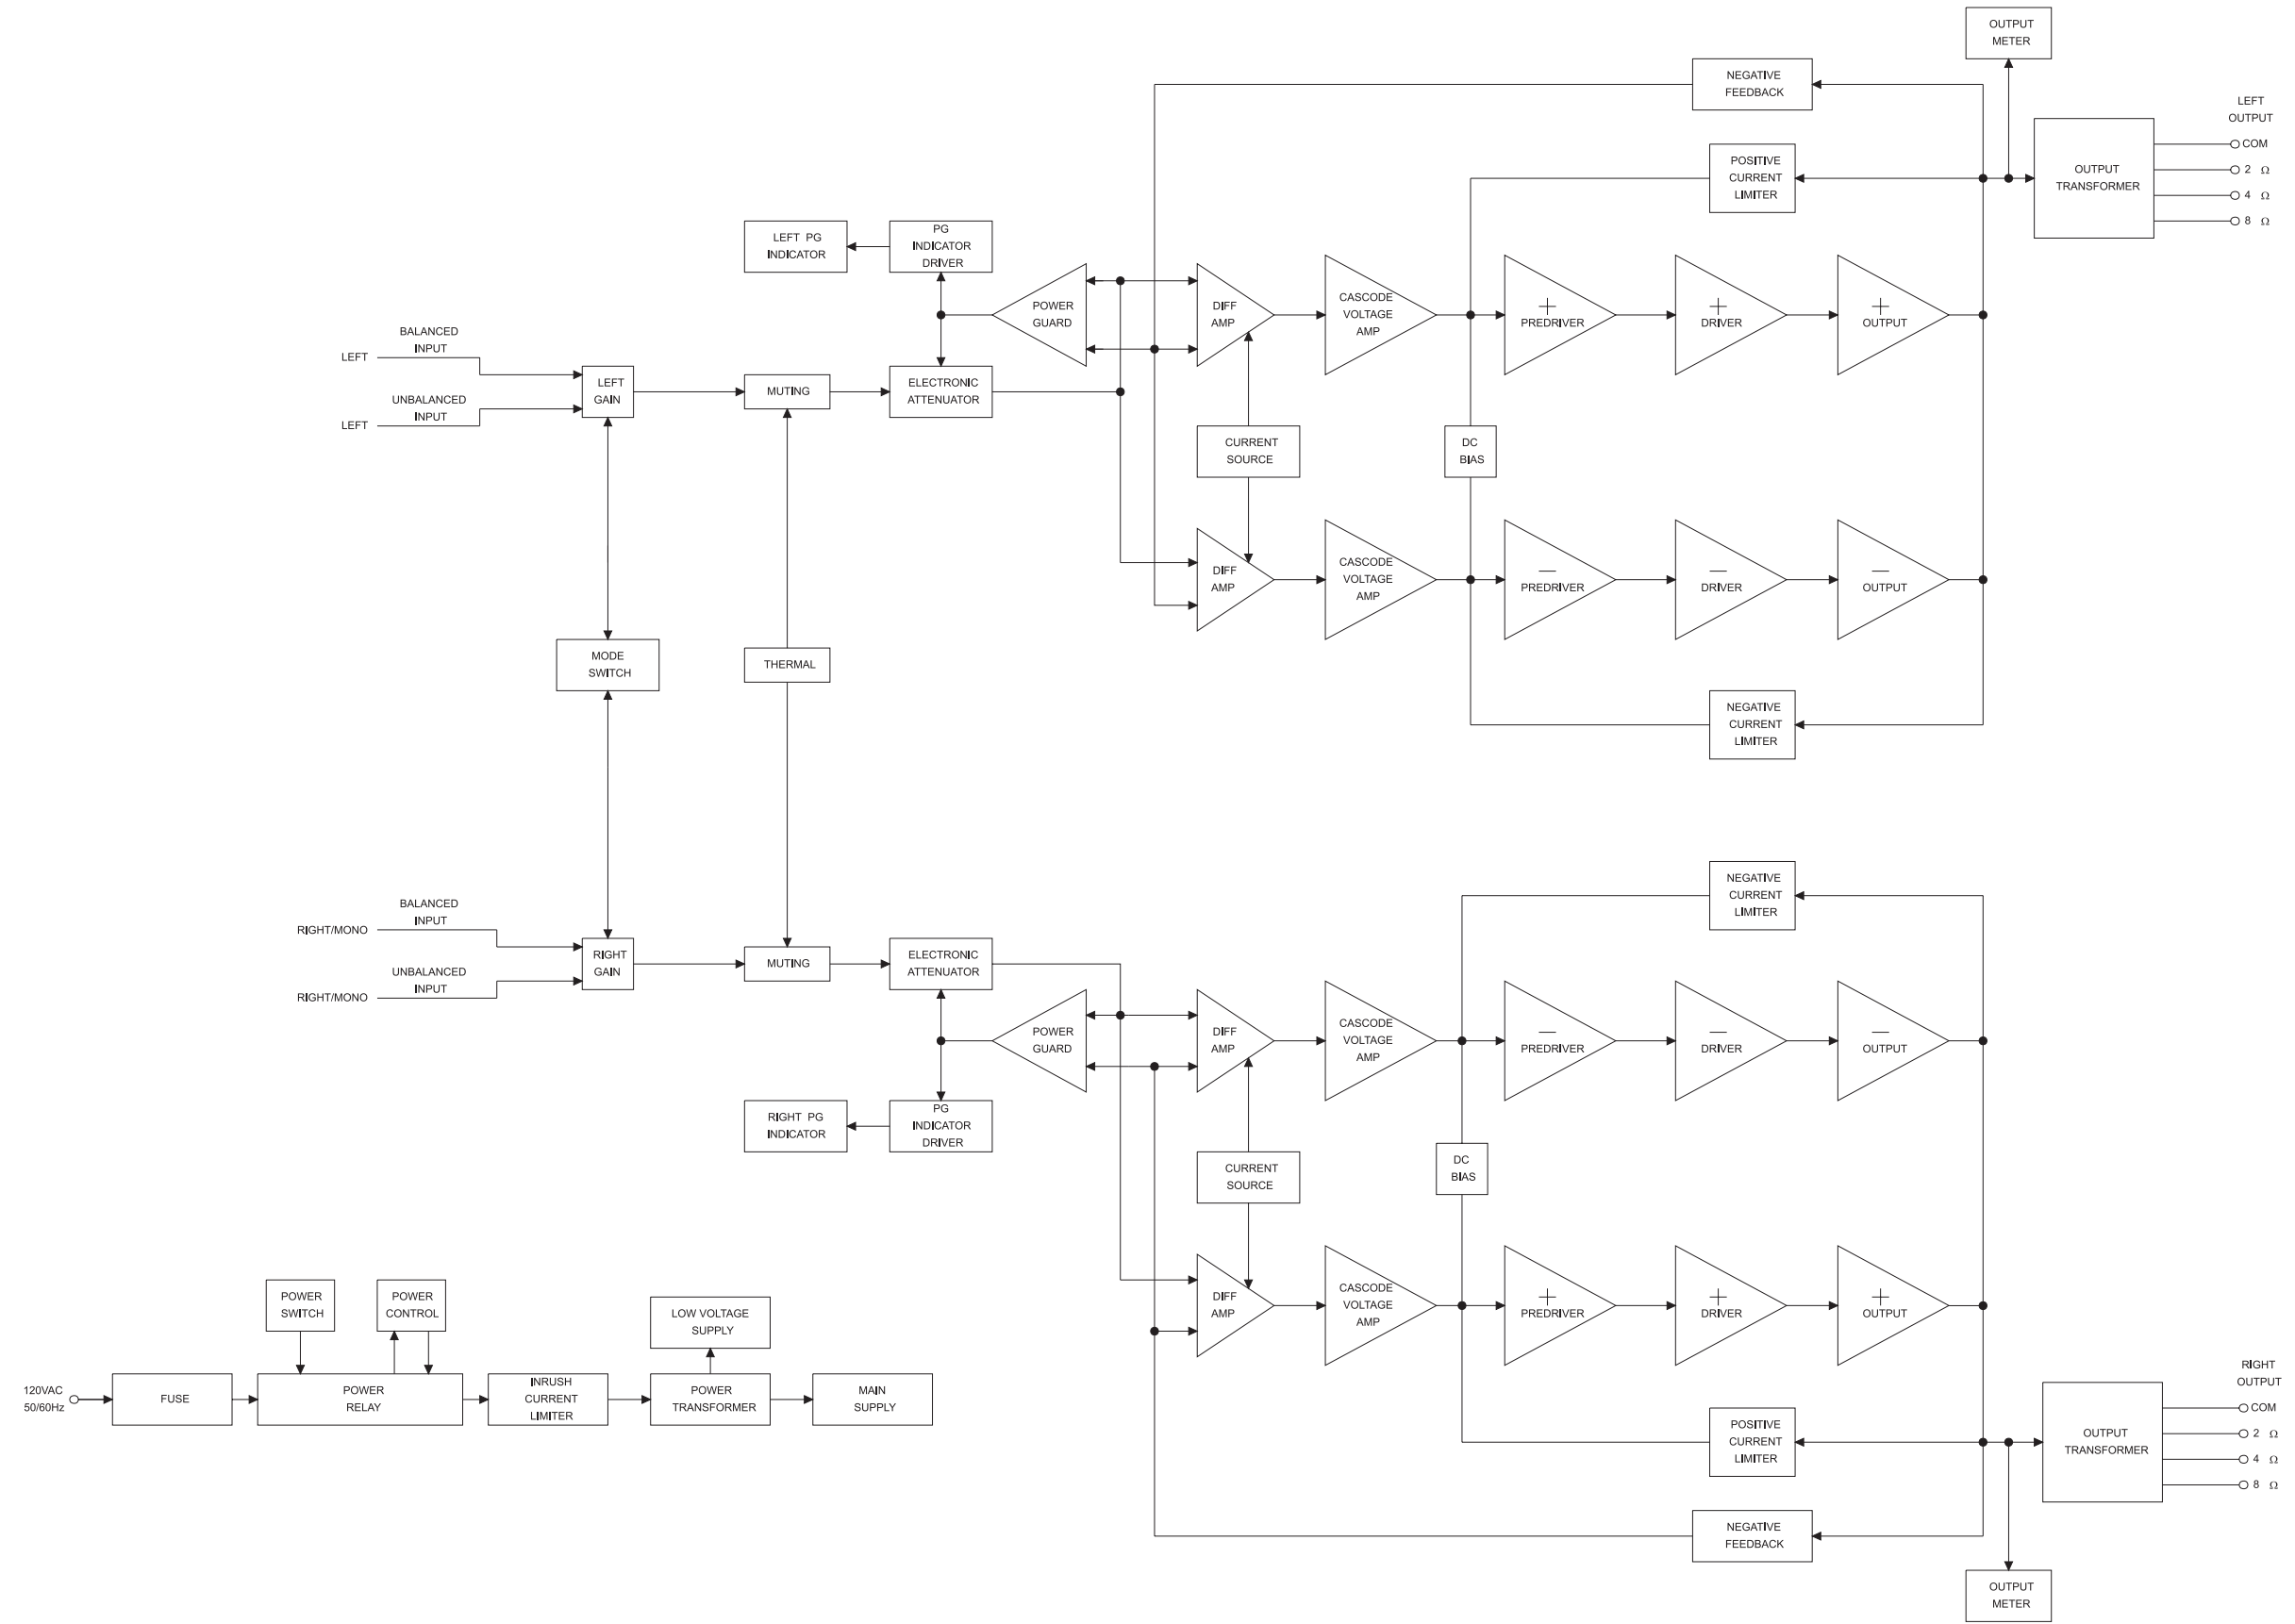 OUTPUT
METER
NEGATIVE
FEEDBACK
LEFT
OUTPUT
COM
2 Ω
4 Ω
8 Ω
OUTPUT
TRANSFORMER
POSITIVE
CURRENT
LIMITER
LEFT PG
INDICATOR
PG
INDICATOR
DRIVER
POWER
GUARD
DIFF
AMP
CASCODE
VOLTAGE
AMP
+
PREDRIVER
+
DRIVER
+
OUTPUT
BALANCED
INPUT
LEFT
UNBALANCED
INPUT
LEFT
LEFT
GAIN
MUTING
ELECTRONIC
ATTENUATOR
CURRENT
SOURCE
DC
BIAS
DIFF
AMP
CASCODE
VOLTAGE
AMP
—
PREDRIVER
—
DRIVER
—
OUTPUT
MODE
SWITCH
THERMAL
NEGATIVE
CURRENT
LIMITER
NEGATIVE
CURRENT
LIMITER
BALANCED
INPUT
RIGHT/MONO
UNBALANCED
INPUT
RIGHT/MONO
RIGHT
GAIN
MUTING
ELECTRONIC
ATTENUATOR
POWER
GUARD
DIFF
AMP
CASCODE
VOLTAGE
AMP
—
PREDRIVER
—
DRIVER
—
OUTPUT
RIGHT PG
INDICATOR
PG
INDICATOR
DRIVER
CURRENT
SOURCE
DC
BIAS
DIFF
AMP
CASCODE
VOLTAGE
AMP
+
PREDRIVER
+
DRIVER
+
OUTPUT
POWER
SWITCH
POWER
CONTROL
LOW VOLTAGE
SUPPLY
120VAC
50/60Hz
FUSE
POWER
RELAY
INRUSH
CURRENT
LIMITER
POWER
TRANSFORMER
MAIN
SUPPLY
POSITIVE
CURRENT
LIMITER
OUTPUT
TRANSFORMER
RIGHT
OUTPUT
COM
2 Ω
4 Ω
8 Ω
NEGATIVE
FEEDBACK
OUTPUT
METER